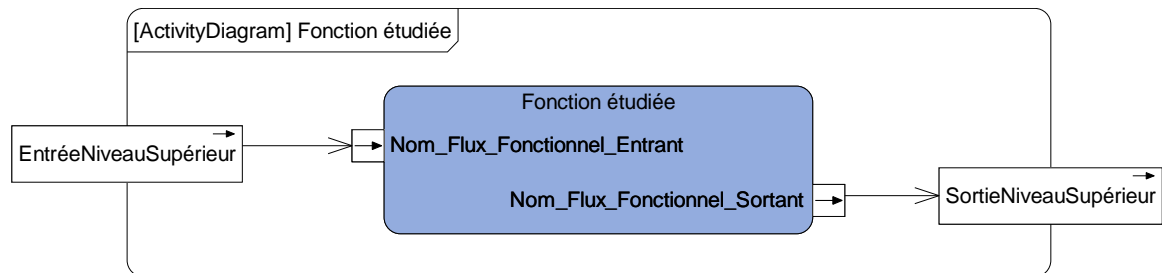 [ActivityDiagram] Fonction étudiée
Fonction étudiée
EntréeNiveauSupérieur
Nom_Flux_Fonctionnel_Entrant
Nom_Flux_Fonctionnel_Sortant
SortieNiveauSupérieur